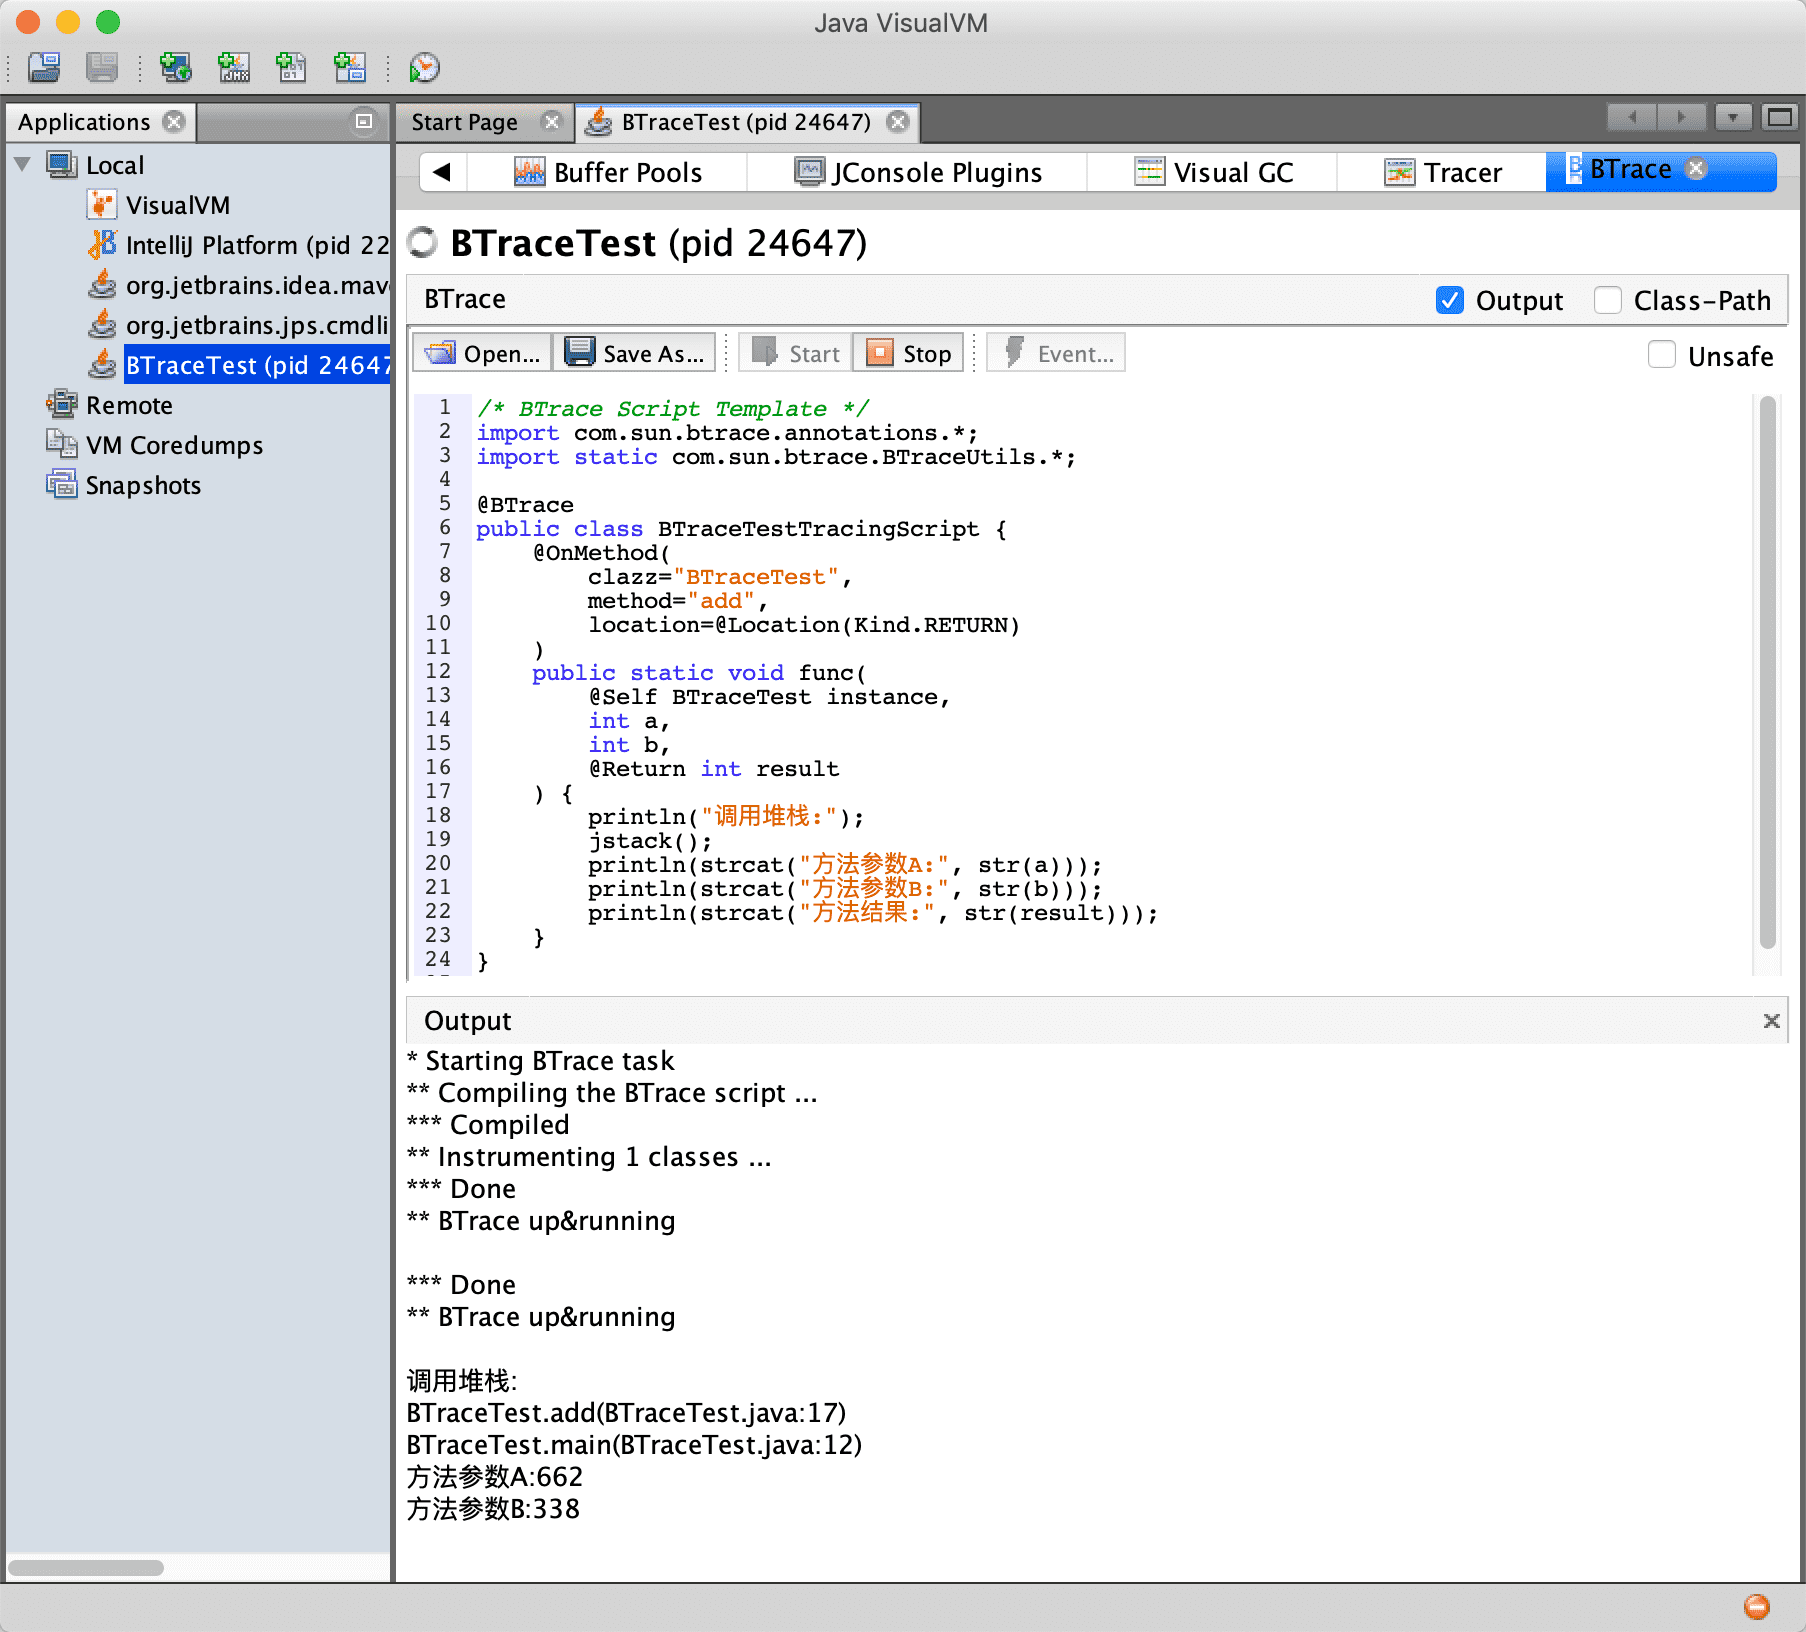 Java VisualVM
Applications
Start Page
BTraceTest (pid 24647)
Local
VisualVM
IntelliJ Platform (pid 22
org.jetbrains.idea.mav
org.jetbrains.jps.cmdli
BTraceTest (pid 24647
Remote
VM Coredumps
Snapshots
Buffer Pools
JConsole Plugins
Visual GC
Tracer
BTrace
BTraceTest (pid 24647)
BTrace
Output
Class-Path
Open...
Save As...
Start
Stop
Event...
Unsafe
1 /* BTrace Script Template */
2 import com.sun.btrace.annotations.*;
3 import static com.sun.btrace.BTraceUtils.*;
4
5 @BTrace
6 public class BTraceTestTracingScript {
7 @OnMethod(
8 clazz="BTraceTest",
9 method="add",
10 location=@Location(Kind.RETURN)
11 )
12 public static void func(
13 @Self BTraceTest instance,
14 int a,
15 int b,
16 @Return int result
17 ) {
18 println("调用堆栈:");
19 jstack();
20 println(strcat("方法参数A:", str(a)));
21 println(strcat("方法参数B:", str(b)));
22 println(strcat("方法结果:", str(result)));
23 }
24 }
Output
* Starting BTrace task
** Compiling the BTrace script ...
*** Compiled
** Instrumenting 1 classes ...
*** Done
** BTrace up&running
*** Done
** BTrace up&running
调用堆栈:
BTraceTest.add(BTraceTest.java:17)
BTraceTest.main(BTraceTest.java:12)
方法参数A:662
方法参数B:338